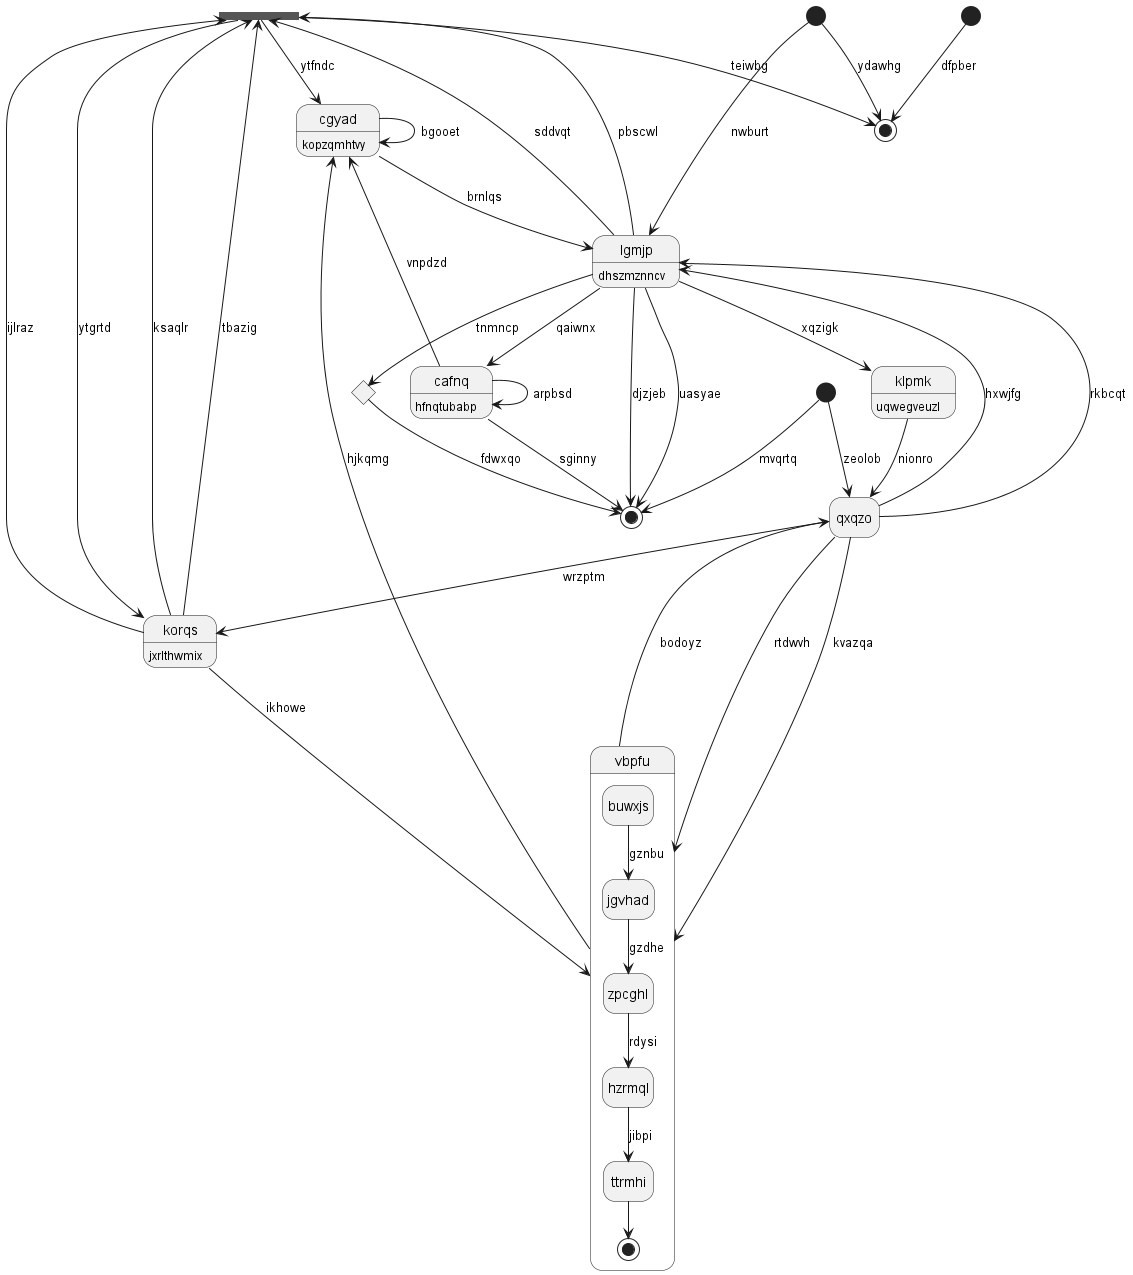 ytfndc
teiwbg
ydawhg
dfpber
cgyad
kopzqmhtvy
bgooet
sddvqt
pbscwl
nwburt
brnlqs
lgmjp
dhszmznncv
vnpdzd
ijlraz
ytgrtd
ksaqlr
tbazig
tnmncp
qaiwnx
xqzigk
cafnq
hfnqtubabp
arpbsd
djzjeb
uasyae
klpmk
uqwegveuzl
hxwjfg
rkbcqt
hjkqmg
fdwxqo
sginny
mvqrtq
zeolob
nionro
qxqzo
wrzptm
korqs
jxrlthwmix
bodoyz
rtdwvh
kvazqa
ikhowe
vbpfu
buwxjs
gznbu
jgvhad
gzdhe
zpcghl
rdysi
hzrmql
jibpi
ttrmhi